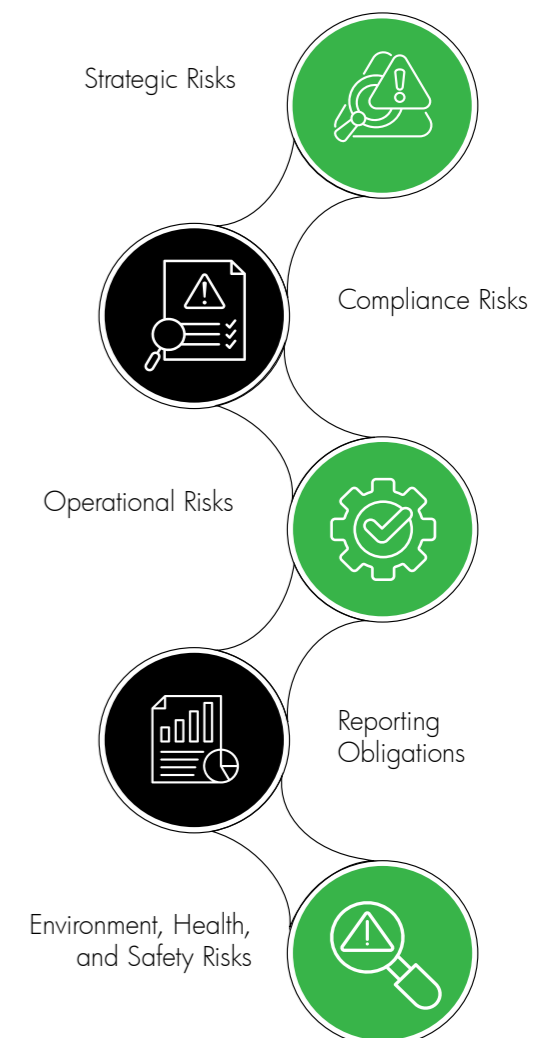 Strategic Risks
Compliance Risks
Operational Risks
Reporting
Obligations
Environment, Health,
and Safety Risks